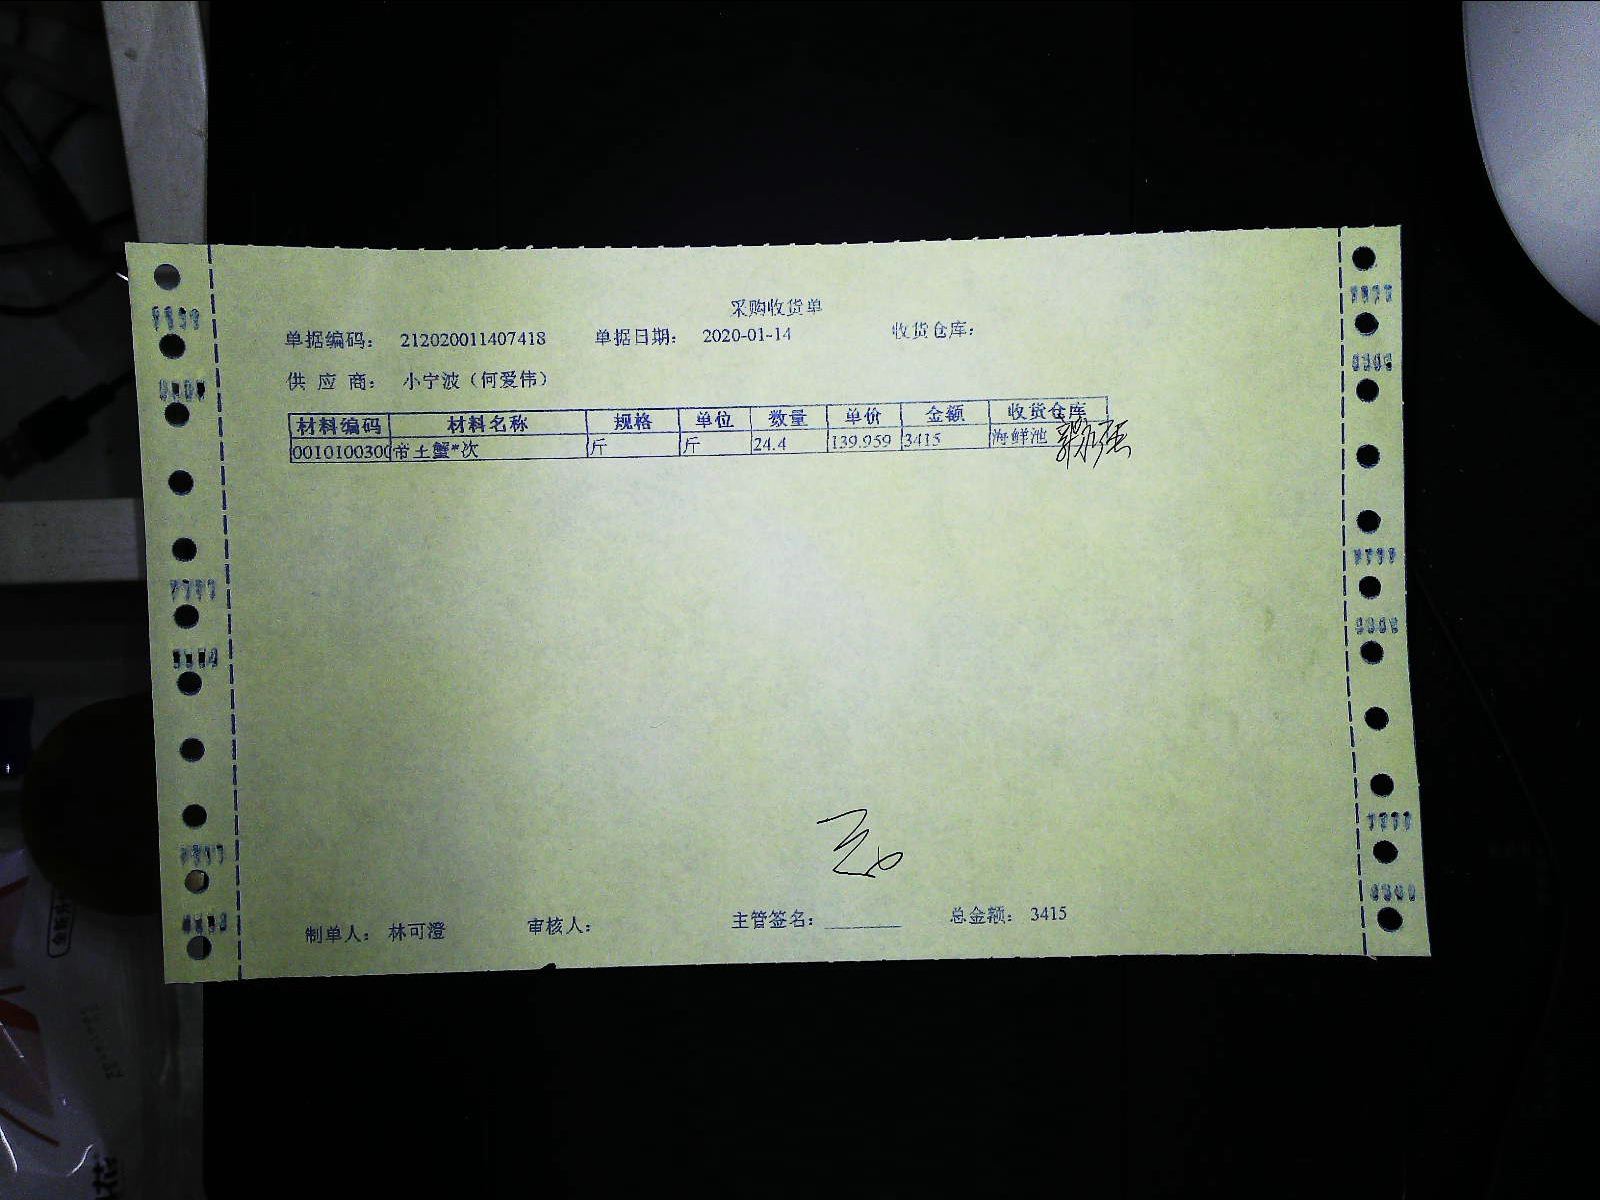 采购收货单
单据编码： 212020011407418 单据日期： 2020-01-14 收货仓库：
供 应 商： 小宁波（何爱伟）
材料编码 材料名称 规格 单位 数量 单价 金额 收货仓库
0010100300 帝王蟹*次 斤 斤 24.4 139.959 3415 海鲜池
制单人： 林可澄 审核人： 主管签名：________ 总金额： 3415